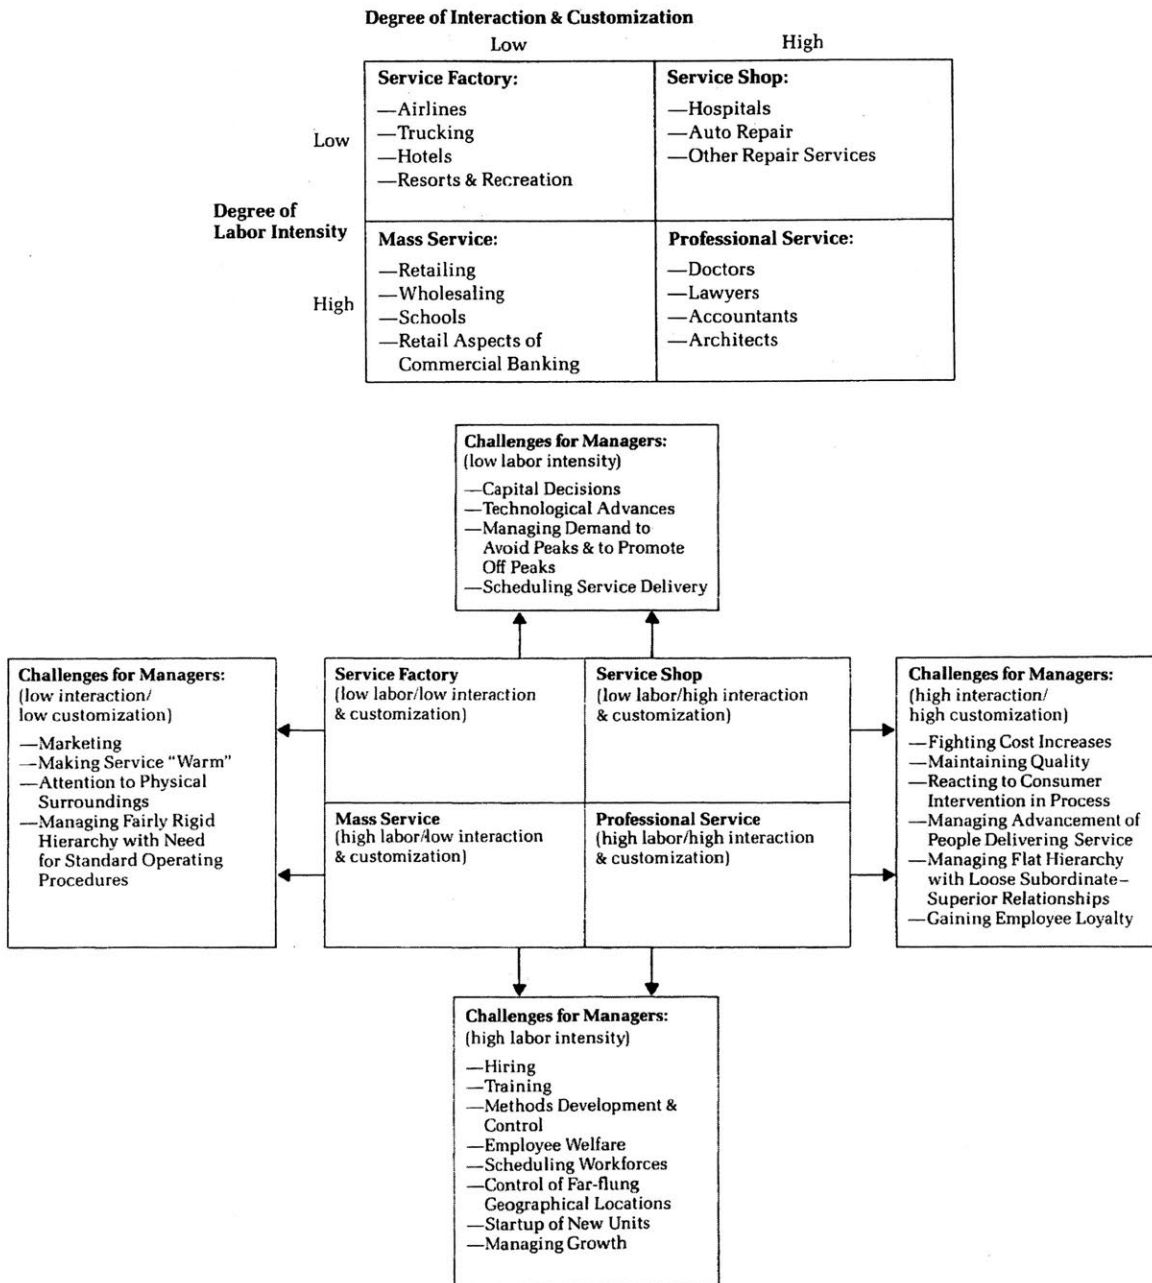 Degree of Interaction & Customization
Low
High
Low
Degree of
Labor Intensity
High
Service Factory:
—Airlines
—Trucking
—Hotels
—Resorts & Recreation
Service Shop:
—Hospitals
—Auto Repair
—Other Repair Services
Mass Service:
—Retailing
—Wholesaling
—Schools
—Retail Aspects of
Commercial Banking
Professional Service:
—Doctors
—Lawyers
—Accountants
—Architects
Challenges for Managers:
(low labor intensity)
—Capital Decisions
—Technological Advances
—Managing Demand to
Avoid Peaks & to Promote
Off Peaks
—Scheduling Service Delivery
Challenges for Managers:
(low interaction/
low customization)
—Marketing
—Making Service "Warm"
—Attention to Physical
Surroundings
—Managing Fairly Rigid
Hierarchy with Need
for Standard Operating
Procedures
Service Factory
(low labor/low interaction
& customization)
Service Shop
(low labor/high interaction
& customization)
Mass Service
(high labor/low interaction
& customization)
Professional Service
(high labor/high interaction
& customization)
Challenges for Managers:
(high interaction/
high customization)
—Fighting Cost Increases
—Maintaining Quality
—Reacting to Consumer
Intervention in Process
—Managing Advancement of
People Delivering Service
—Managing Flat Hierarchy
with Loose Subordinate–
Superior Relationships
—Gaining Employee Loyalty
Challenges for Managers:
(high labor intensity)
—Hiring
—Training
—Methods Development &
Control
—Employee Welfare
—Scheduling Workforces
—Control of Far-flung
Geographical Locations
—Startup of New Units
—Managing Growth